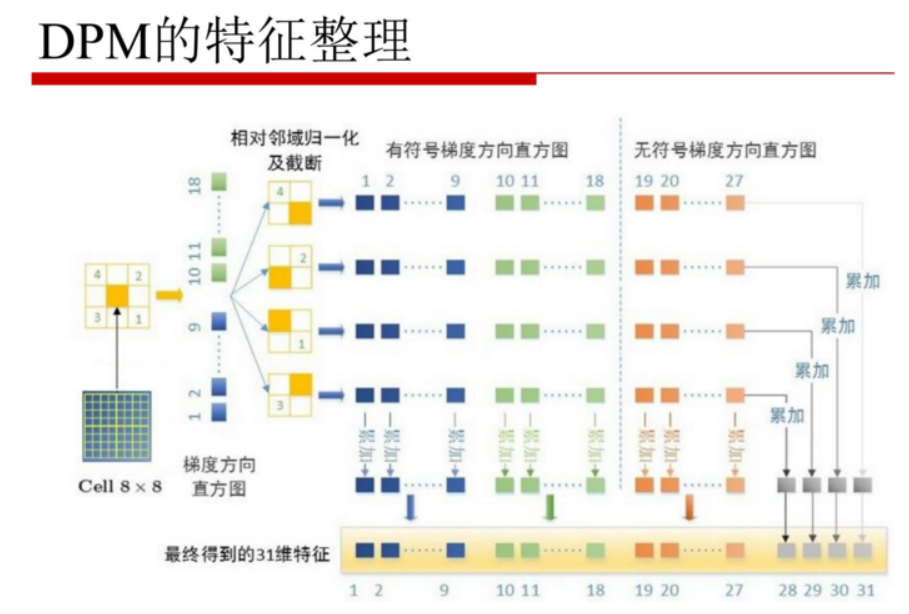 DPM的特征整理
相对邻域归一化
及截断
有符号梯度方向直方图
无符号梯度方向直方图
1 2 9 10 11 18 19 20 27
18
11
10
9
2
1
4
4 2
3 1
2
1
3
累加
累加
累加
累加
累加 累加 累加 累加 累加 累加 累加 累加 累加
Cell 8 × 8
梯度方向
直方图
最终得到的31维特征
1 2 9 10 11 18 19 20 27 28 29 30 31